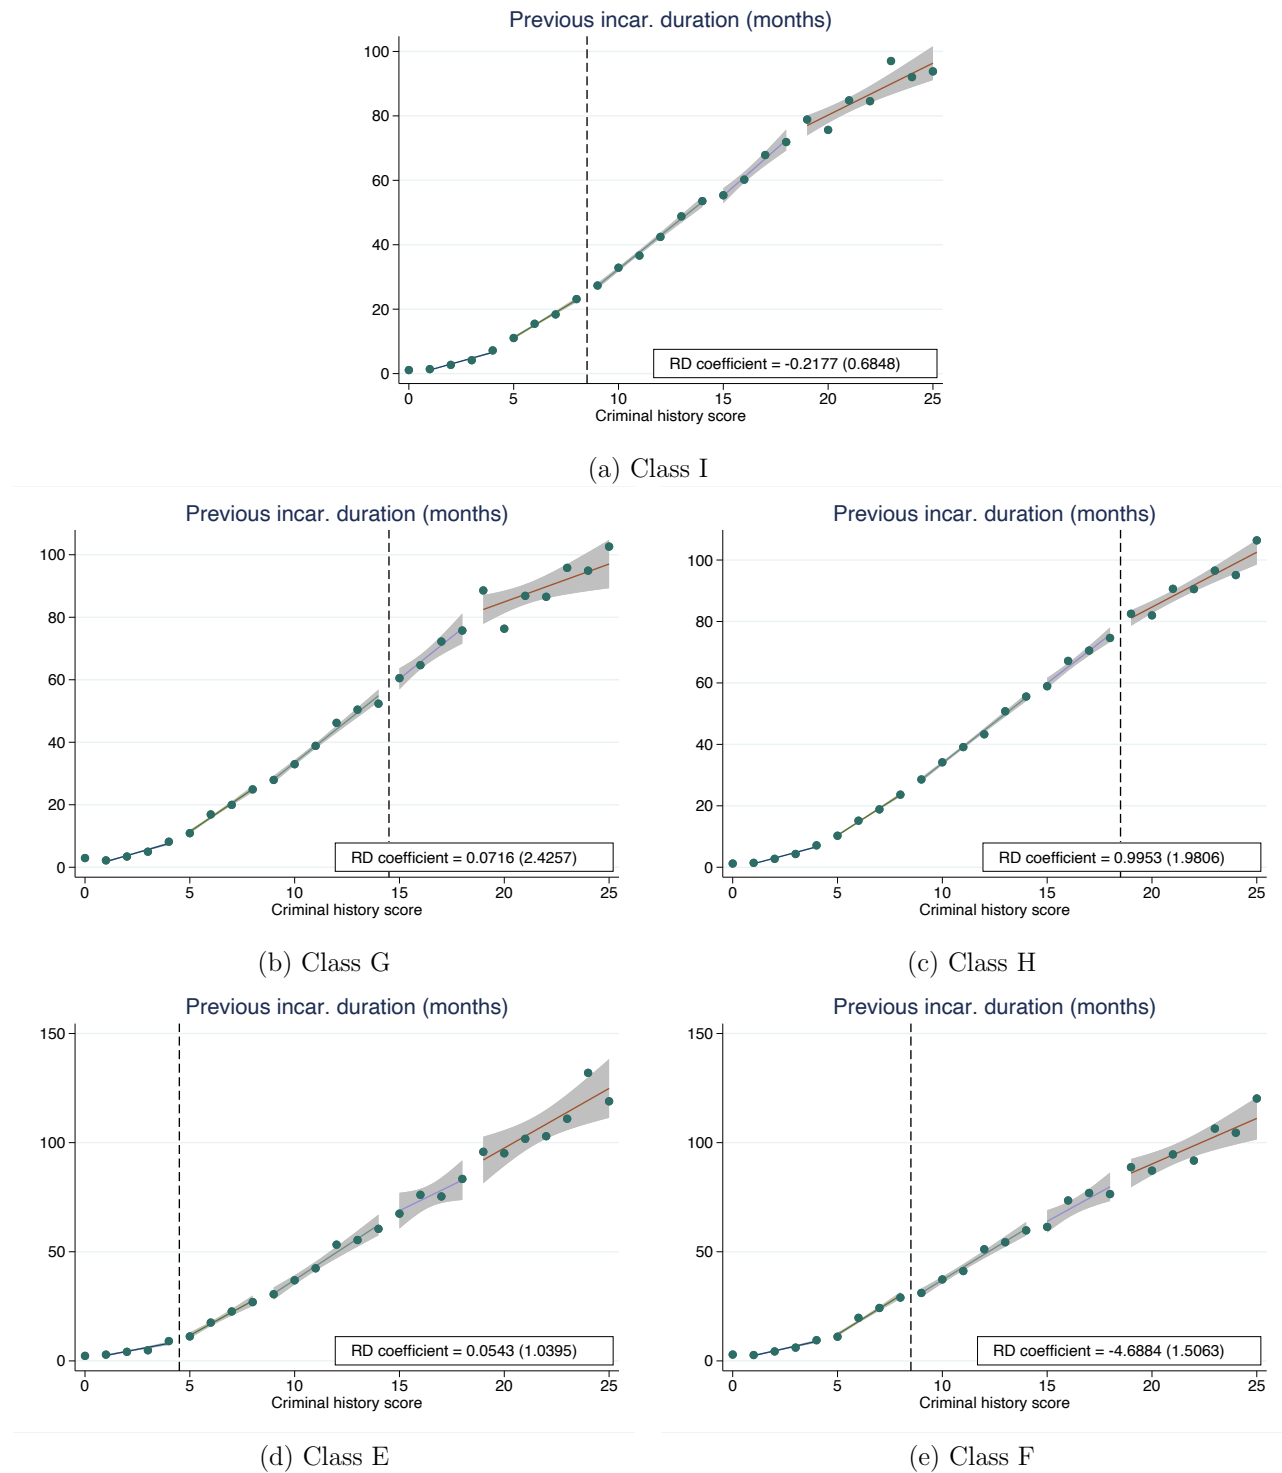 Previous incar. duration (months)
100
80
60
40
20
0
RD coefficient = -0.2177 (0.6848)
0 5 10 15 20 25
Criminal history score
(a) Class I
Previous incar. duration (months)
100
80
60
40
20
0
RD coefficient = 0.0716 (2.4257)
0 5 10 15 20 25
Criminal history score
(b) Class G
Previous incar. duration (months)
100
80
60
40
20
0
RD coefficient = 0.9953 (1.9806)
0 5 10 15 20 25
Criminal history score
(c) Class H
Previous incar. duration (months)
150
100
50
0
RD coefficient = 0.0543 (1.0395)
0 5 10 15 20 25
Criminal history score
(d) Class E
Previous incar. duration (months)
150
100
50
0
RD coefficient = -4.6884 (1.5063)
0 5 10 15 20 25
Criminal history score
(e) Class F